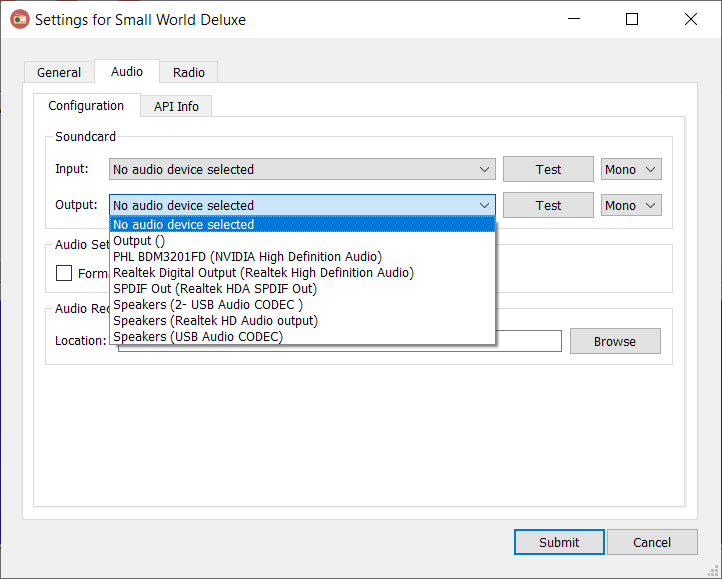 Settings for Small World Deluxe
General Audio Radio
Configuration API Info
Soundcard
Input: No audio device selected Test Mono
Output: No audio device selected Test Mono
No audio device selected
Output ()
PHL BDM3201FD (NVIDIA High Definition Audio)
Realtek Digital Output (Realtek High Definition Audio)
SPDIF Out (Realtek HDA SPDIF Out)
Speakers (2- USB Audio CODEC )
Speakers (Realtek HD Audio output)
Speakers (USB Audio CODEC)
Audio
Audio
Location: Browse
Submit Cancel